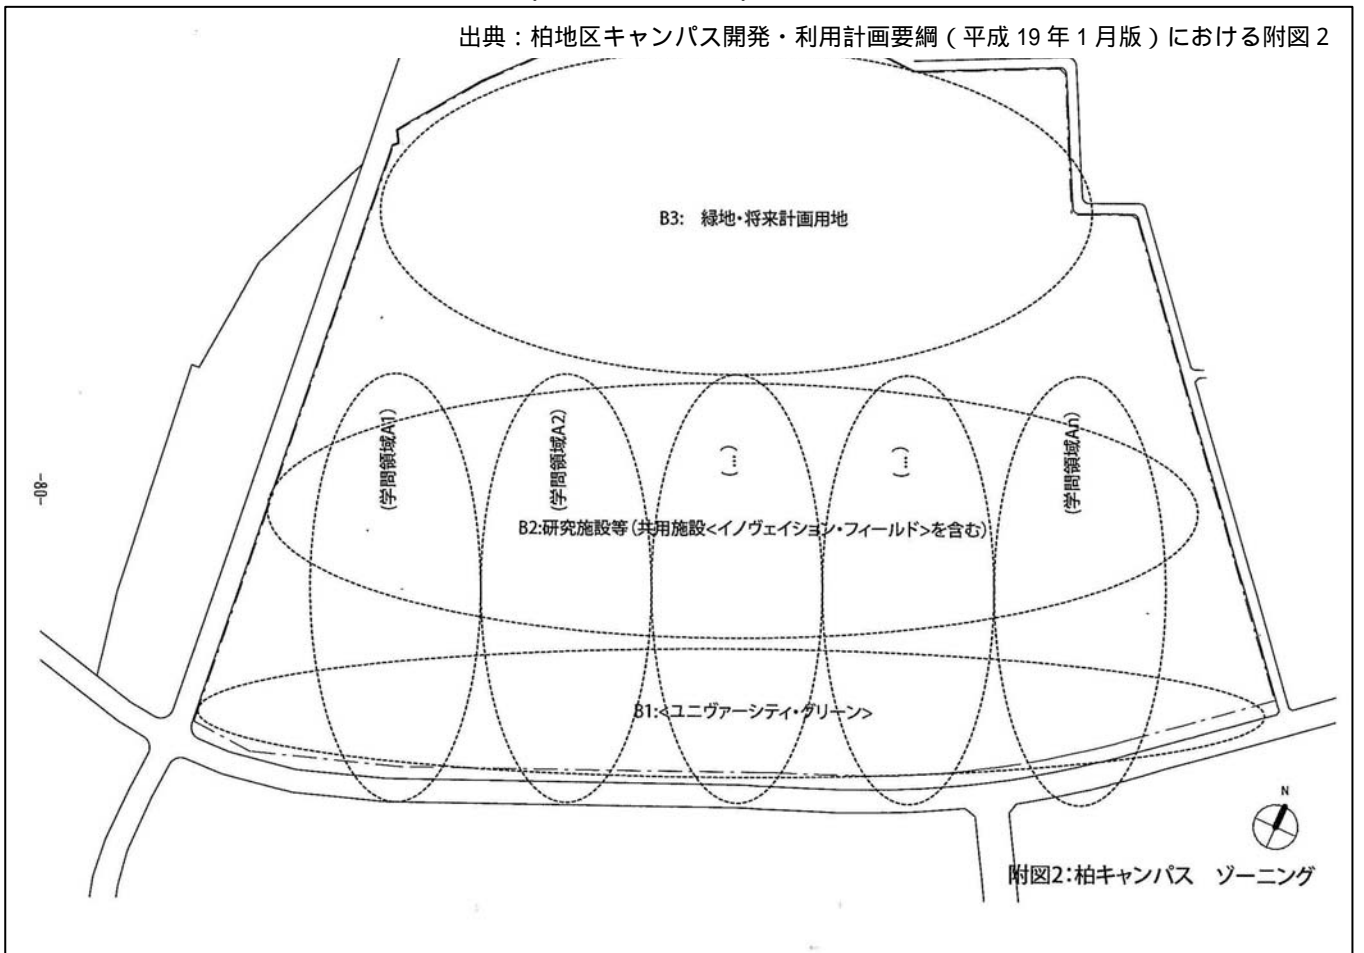 出典：柏地区キャンパス開発・利用計画要綱（平成19年1月版）における附図2
B3:　緑地・将来計画用地
(学問領域A1)
(学問領域A2)
(…)
(…)
(学問領域An)
-80-
B2:研究施設等(共用施設<イノヴェイション・フィールド>を含む)
B1:<ユニヴァーシティ・グリーン>
N
附図2:柏キャンパス　ゾーニング